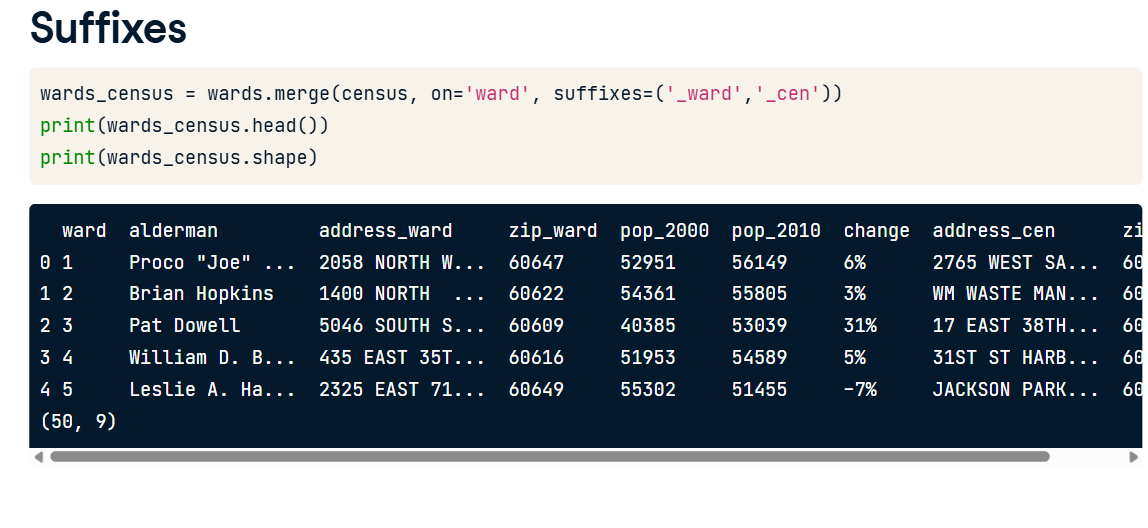 Suffixes
wards_census = wards.merge(census, on='ward', suffixes=('_ward','_cen'))
print(wards_census.head())
print(wards_census.shape)
ward alderman address_ward zip_ward pop_2000 pop_2010 change address_cen zi
0 1 Proco "Joe" ... 2058 NORTH W... 60647 52951 56149 6% 2765 WEST SA... 60
1 2 Brian Hopkins 1400 NORTH ... 60622 54361 55805 3% WM WASTE MAN... 60
2 3 Pat Dowell 5046 SOUTH S... 60609 40385 53039 31% 17 EAST 38TH... 60
3 4 William D. B... 435 EAST 35T... 60616 51953 54589 5% 31ST ST HARB... 60
4 5 Leslie A. Ha... 2325 EAST 71... 60649 55302 51455 -7% JACKSON PARK... 60
(50, 9)